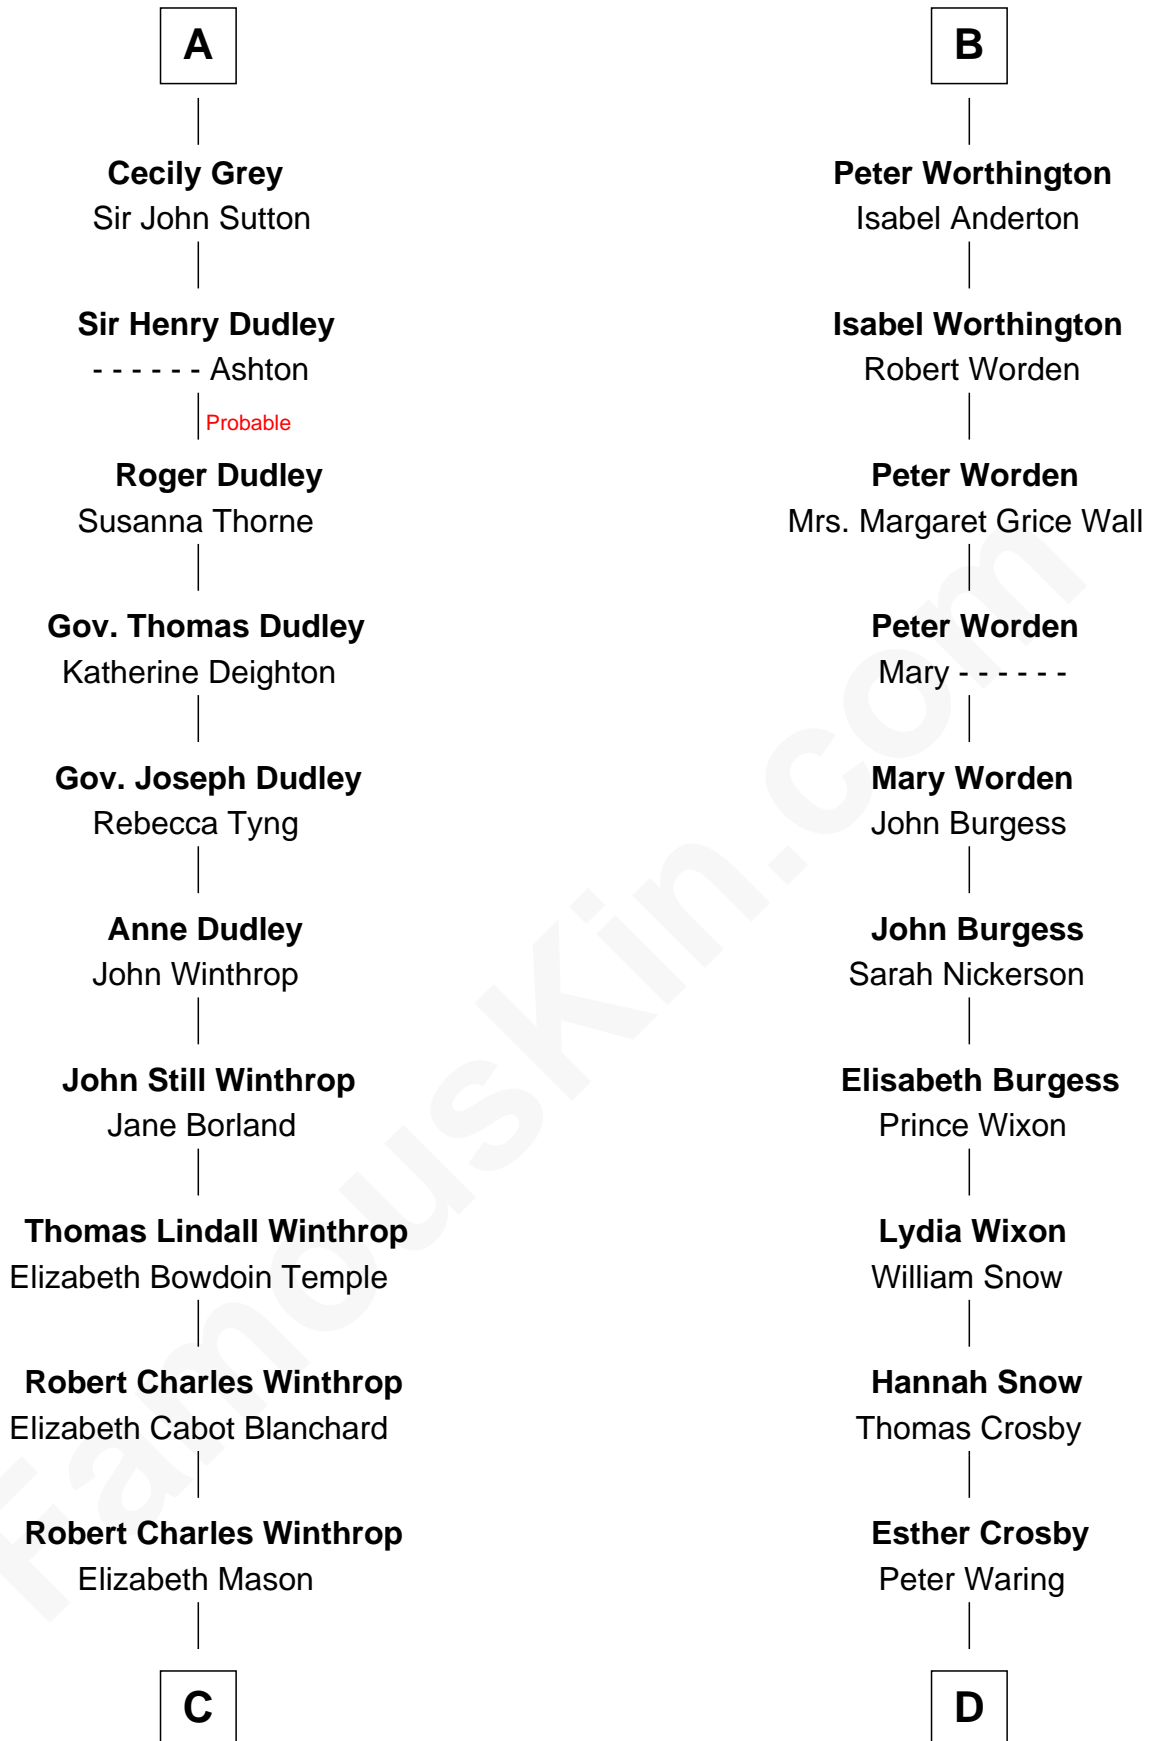 A
Cecily Grey
Sir John Sutton
Sir Henry Dudley
- - - - - - Ashton
Probable
Roger Dudley
Susanna Thorne
Gov. Thomas Dudley
Katherine Deighton
Gov. Joseph Dudley
Rebecca Tyng
Anne Dudley
John Winthrop
John Still Winthrop
Jane Borland
Thomas Lindall Winthrop
Elizabeth Bowdoin Temple
Robert Charles Winthrop
Elizabeth Cabot Blanchard
Robert Charles Winthrop
Elizabeth Mason
C
B
Peter Worthington
Isabel Anderton
Isabel Worthington
Robert Worden
Peter Worden
Mrs. Margaret Grice Wall
Peter Worden
Mary - - - - - -
Mary Worden
John Burgess
John Burgess
Sarah Nickerson
Elisabeth Burgess
Prince Wixon
Lydia Wixon
William Snow
Hannah Snow
Thomas Crosby
Esther Crosby
Peter Waring
D
FamousKin.com